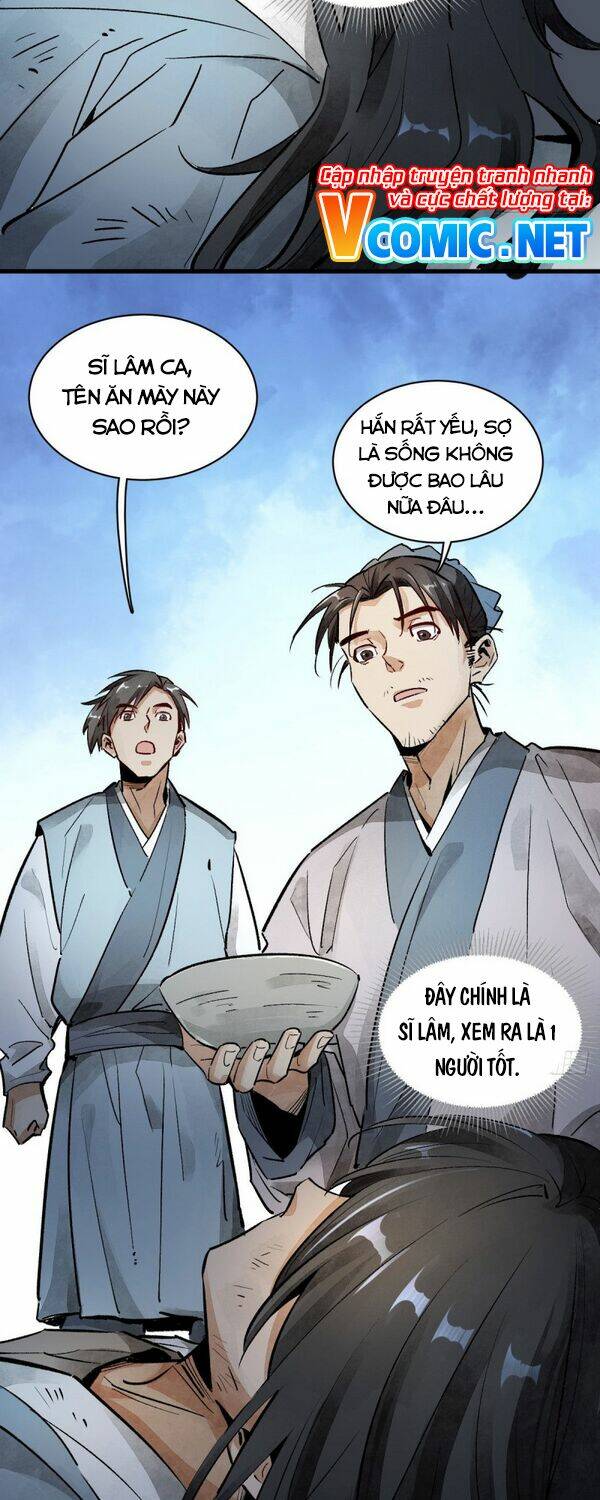 Cập nhập truyện tranh nhanh
và cực chất lượng tại:
VCOMIC.NET
SĨ LÂM CA,
TÊN ĂN MÀY NÀY
SAO RỒI?
HẮN RẤT YẾU, SỢ
LÀ SỐNG KHÔNG
ĐƯỢC BAO LÂU
NỮA ĐÂU...
ĐÂY CHÍNH LÀ
SĨ LÂM, XEM RA LÀ 1
NGƯỜI TỐT.